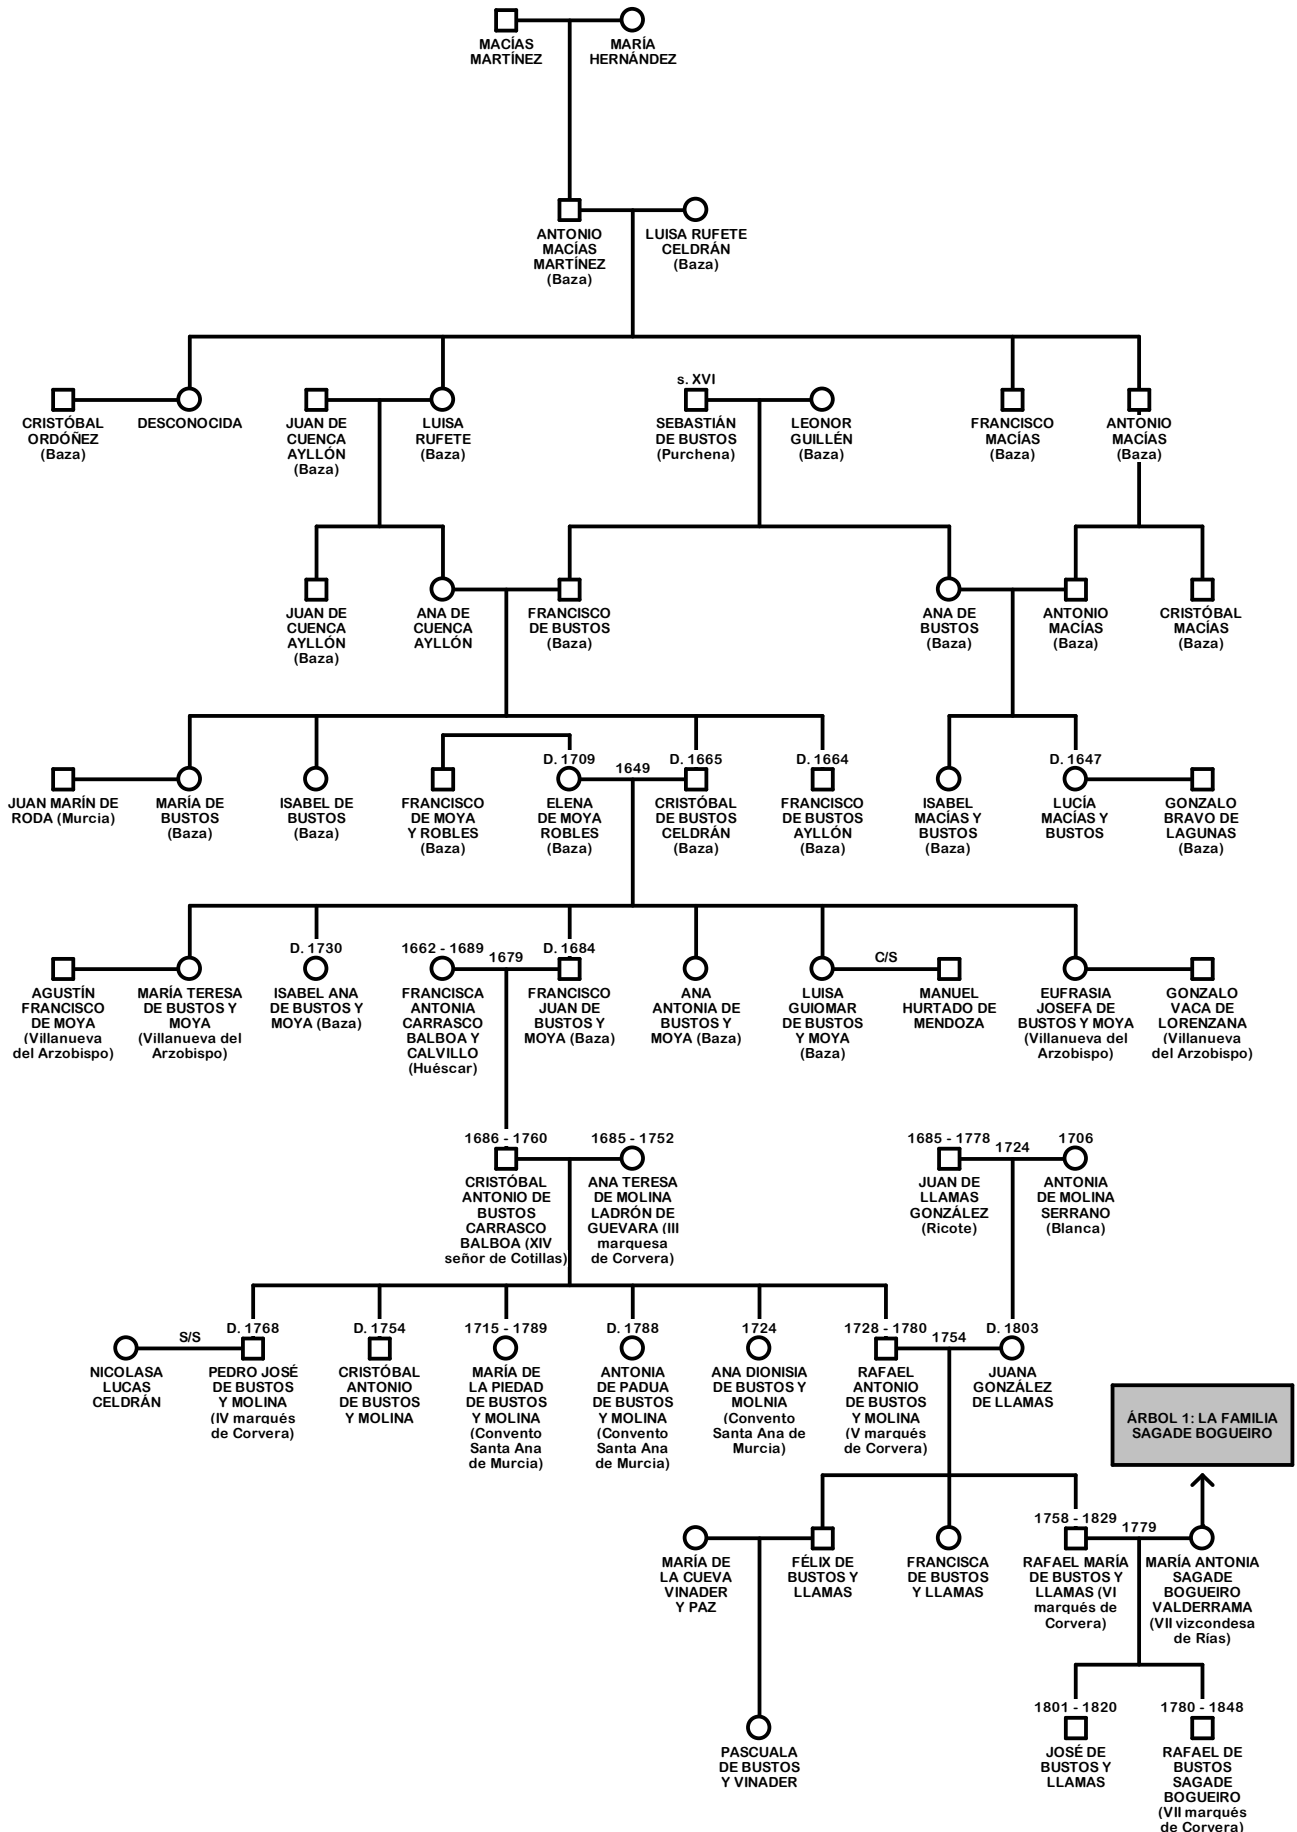 MACÍAS
MARTÍNEZ
MARÍA
HERNÁNDEZ
ANTONIO
MACÍAS
MARTÍNEZ
(Baza)
LUISA RUFETE
CELDRÁN
(Baza)
CRISTÓBAL
ORDÓÑEZ
(Baza)
DESCONOCIDA
JUAN DE
CUENCA
AYLLÓN
(Baza)
LUISA
RUFETE
(Baza)
s. XVI
SEBASTIÁN
DE BUSTOS
(Purchena)
LEONOR
GUILLÉN
(Baza)
FRANCISCO
MACÍAS
(Baza)
ANTONIO
MACÍAS
(Baza)
JUAN DE
CUENCA
AYLLÓN
(Baza)
ANA DE
CUENCA
AYLLÓN
FRANCISCO
DE BUSTOS
(Baza)
ANA DE
BUSTOS
(Baza)
ANTONIO
MACÍAS
(Baza)
CRISTÓBAL
MACÍAS
(Baza)
JUAN MARÍN DE
RODA (Murcia)
MARÍA DE
BUSTOS
(Baza)
ISABEL DE
BUSTOS
(Baza)
FRANCISCO
DE MOYA
Y ROBLES
(Baza)
D. 1709
ELENA
DE MOYA
ROBLES
(Baza)
1649
D. 1665
CRISTÓBAL
DE BUSTOS
CELDRÁN
(Baza)
D. 1664
FRANCISCO
DE BUSTOS
AYLLÓN
(Baza)
ISABEL
MACÍAS Y
BUSTOS
(Baza)
D. 1647
LUCÍA
MACÍAS Y
BUSTOS
GONZALO
BRAVO DE
LAGUNAS
(Baza)
AGUSTÍN
FRANCISCO
DE MOYA
(Villanueva
del Arzobispo)
MARÍA TERESA
DE BUSTOS Y
MOYA
(Villanueva del
Arzobispo)
D. 1730
ISABEL ANA
DE BUSTOS Y
MOYA (Baza)
1662 - 1689
FRANCISCA
ANTONIA
CARRASCO
BALBOA Y
CALVILLO
(Huéscar)
1679
D. 1684
FRANCISCO
JUAN DE
BUSTOS Y
MOYA (Baza)
ANA
ANTONIA DE
BUSTOS Y
MOYA (Baza)
LUISA
GUIOMAR
DE BUSTOS
Y MOYA
(Baza)
C/S
MANUEL
HURTADO DE
MENDOZA
EUFRASIA
JOSEFA DE
BUSTOS Y MOYA
(Villanueva del
Arzobispo)
GONZALO
VACA DE
LORENZANA
(Villanueva
del Arzobispo)
1686 - 1760
CRISTÓBAL
ANTONIO DE
BUSTOS
CARRASCO
BALBOA (XIV
señor de Cotillas)
1685 - 1752
ANA TERESA
DE MOLINA
LADRÓN DE
GUEVARA (III
marquesa
de Corvera)
1685 - 1778
JUAN DE
LLAMAS
GONZÁLEZ
(Ricote)
1724
1706
ANTONIA
DE MOLINA
SERRANO
(Blanca)
NICOLASA
LUCAS
CELDRÁN
S/S
D. 1768
PEDRO JOSÉ
DE BUSTOS
Y MOLINA
(IV marqués
de Corvera)
D. 1754
CRISTÓBAL
ANTONIO
DE BUSTOS
Y MOLINA
1715 - 1789
MARÍA DE
LA PIEDAD
DE BUSTOS
Y MOLINA
(Convento
Santa Ana
de Murcia)
D. 1788
ANTONIA
DE PADUA
DE BUSTOS
Y MOLINA
(Convento
Santa Ana
de Murcia)
1724
ANA DIONISIA
DE BUSTOS Y
MOLNIA
(Convento
Santa Ana de
Murcia)
1728 - 1780
RAFAEL
ANTONIO
DE BUSTOS
Y MOLINA
(V marqués
de Corvera)
1754
D. 1803
JUANA
GONZÁLEZ
DE LLAMAS
ÁRBOL 1: LA FAMILIA
SAGADE BOGUEIRO
MARÍA DE
LA CUEVA
VINADER
Y PAZ
FÉLIX DE
BUSTOS Y
LLAMAS
FRANCISCA
DE BUSTOS
Y LLAMAS
1758 - 1829
RAFAEL MARÍA
DE BUSTOS Y
LLAMAS (VI
marqués de
Corvera)
1779
MARÍA ANTONIA
SAGADE
BOGUEIRO
VALDERRAMA
(VII vizcondesa
de Rías)
PASCUALA
DE BUSTOS
Y VINADER
1801 - 1820
JOSÉ DE
BUSTOS Y
LLAMAS
1780 - 1848
RAFAEL DE
BUSTOS
SAGADE
BOGUEIRO
(VII marqués
de Corvera)